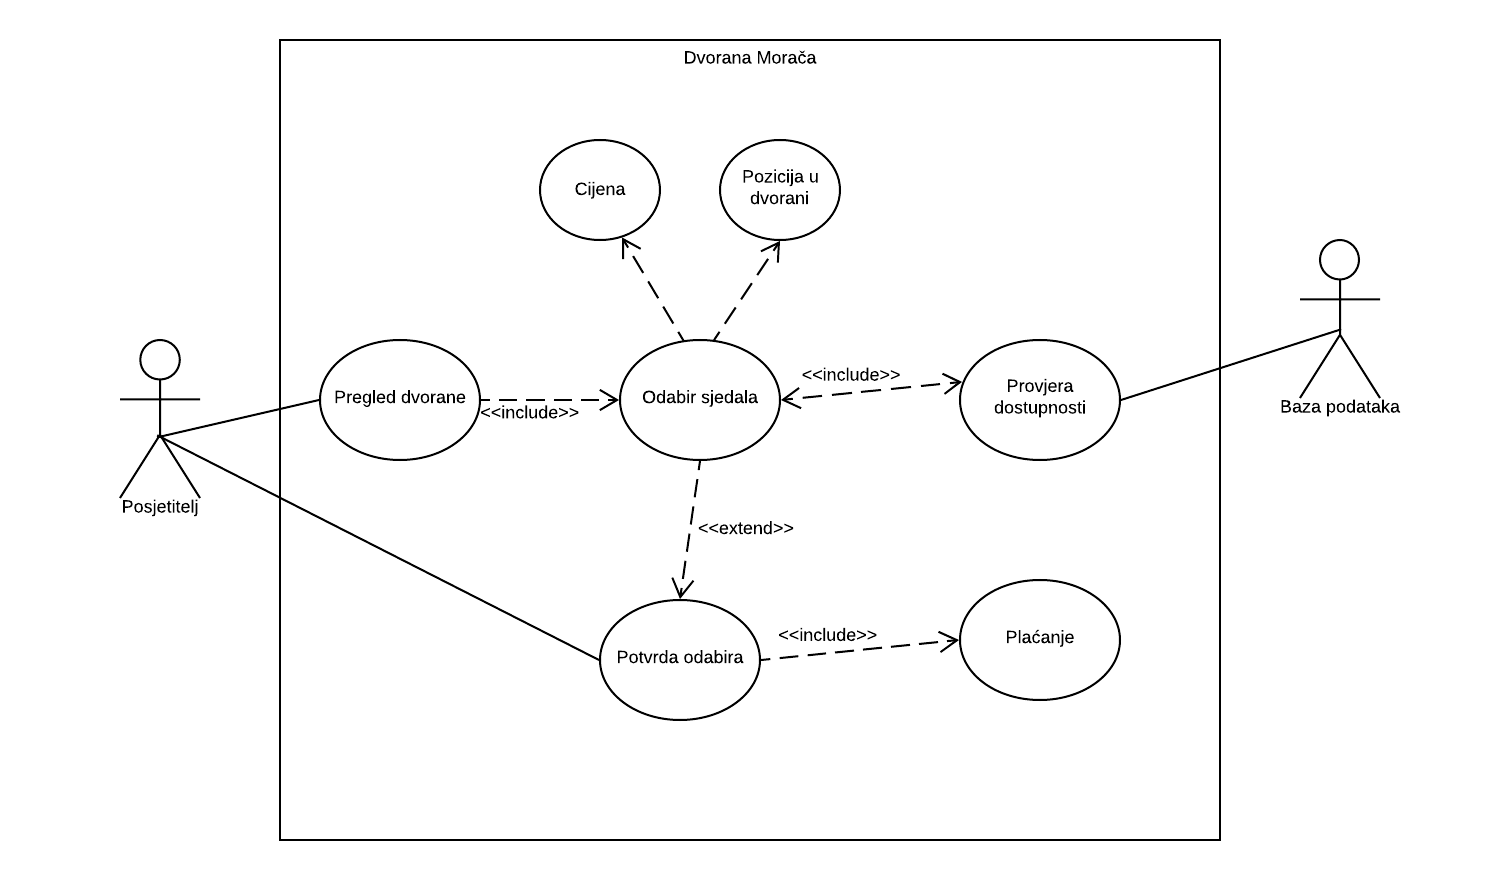 Dvorana Morača
Cijena
Pozicija u
dvorani
Pregled dvorane
<<include>>
Odabir sjedala
<<include>>
Provjera
dostupnosti
Baza podataka
Posjetitelj
<<extend>>
Potvrda odabira
<<include>>
Plaćanje